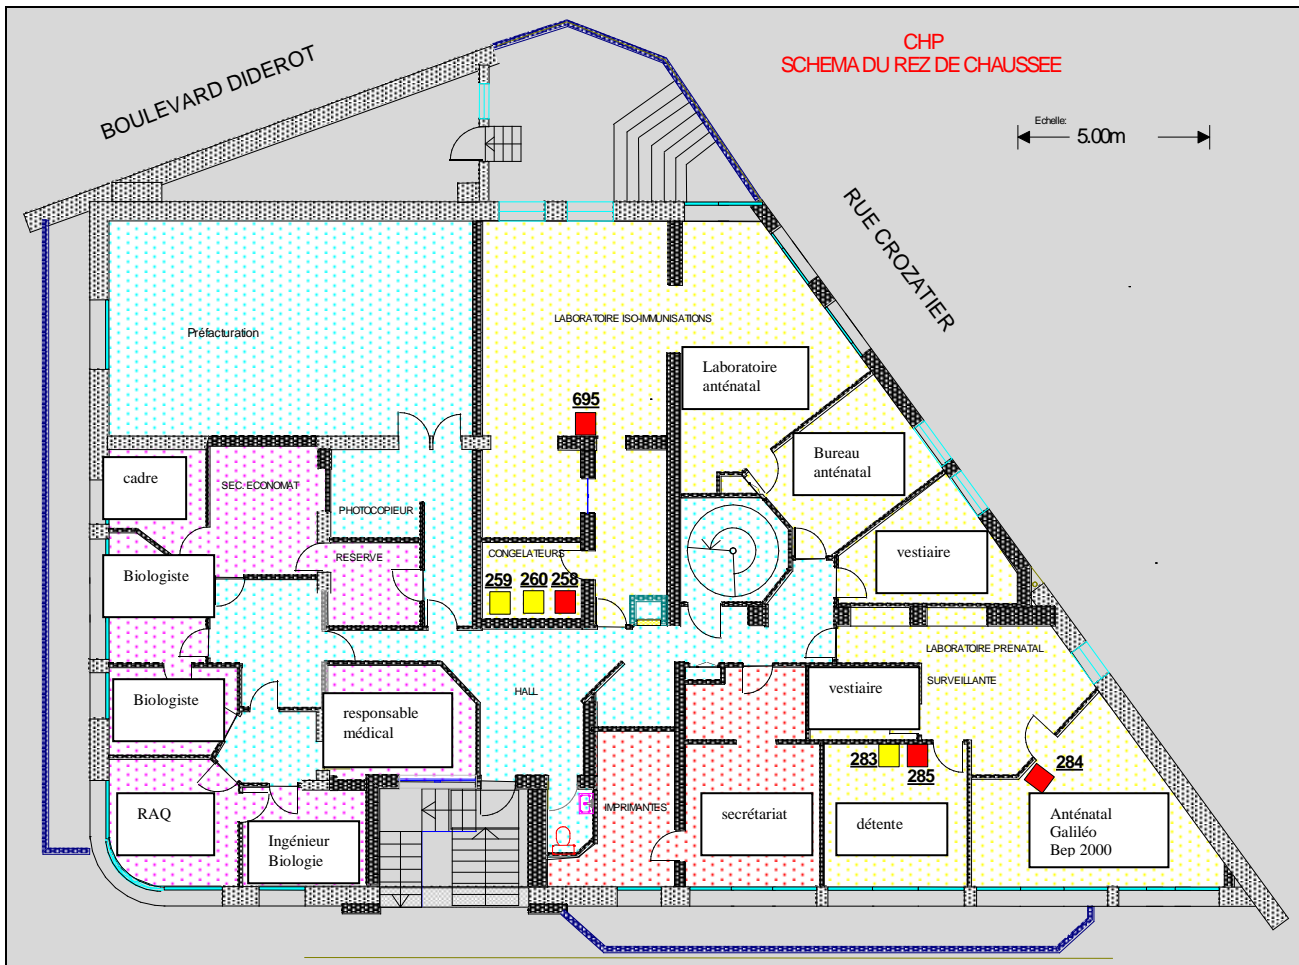 CHP
SCHEMA DU REZ DE CHAUSSEE
BOULEVARD DIDEROT
Echelle:
5.00m
RUE CROZATIER
Préfacturation
LABORATOIRE ISO-IMMUNISATIONS
Laboratoire
anténatal
695
Bureau
anténatal
cadre
SEC. ECONOMAT
PHOTOCOPIEUR
RESERVE
CONGELATEURS
vestiaire
Biologiste
259
260
258
LABORATOIRE PRENATAL
SURVEILLANTE
Biologiste
responsable
médical
HALL
vestiaire
283
285
284
RAQ
Ingénieur
Biologie
IMPRIMANTES
secrétariat
détente
Anténatal
Galiléo
Bep 2000